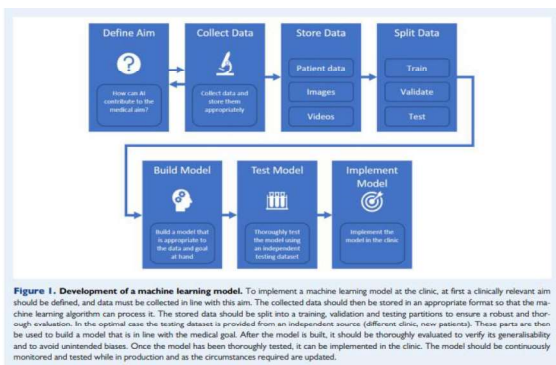 Define Aim
How can AI
contribute to the
medical aim?
Collect Data
Collect data and
store them
appropriately
Store Data
Patient data
Images
Videos
Split Data
Train
Validate
Test
Build Model
Build a model that
is appropriate to
the data and goal
at hand
Test Model
Thoroughly test
the model using
an independent
testing dataset
Implement
Model
Implement the
model in the clinic
Figure 1. Development of a machine learning model. To implement a machine learning model at the clinic, at first a clinically relevant aim
should be defined, and data must be collected in line with this aim. The collected data should then be stored in an appropriate format so that the ma-
chine learning algorithm can process it. The stored data should be split into a training, validation and testing partitions to ensure a robust and thor-
ough evaluation. In the optimal case the testing dataset is provided from an independent source (different clinic, new patients). These parts are then
be used to build a model that is in line with the medical goal. After the model is built, it should be thoroughly evaluated to verify its generalisability
and to avoid unintended biases. Once the model has been thoroughly tested, it can be implemented in the clinic. The model should be continuously
monitored and tested while in production and as the circumstances required are updated.